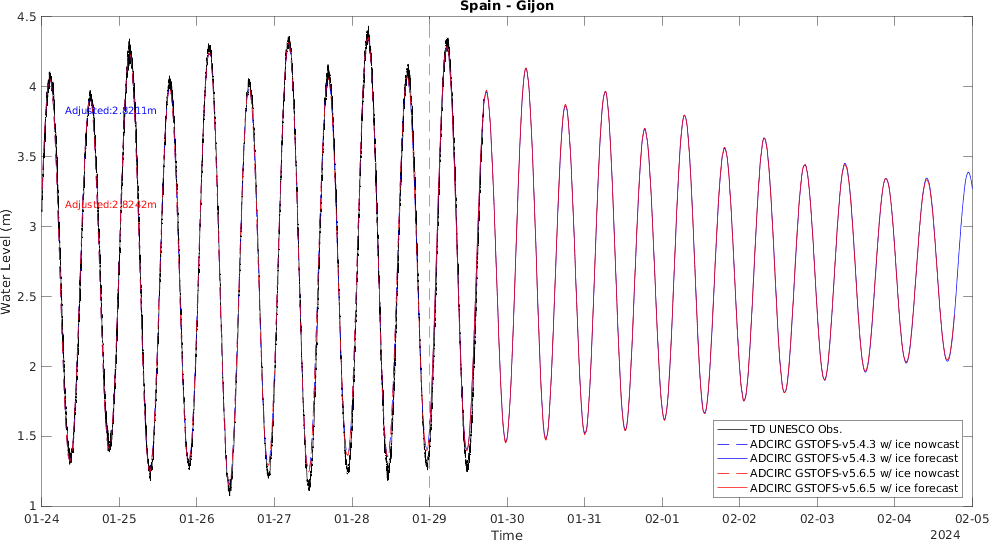 Spain - Gijon
4.5
4
3.5
3
2.5
2
1.5
1
Water Level (m)
Adjusted:2.8211m
Adjusted:2.8242m
TD UNESCO Obs.
ADCIRC GSTOFS-v5.4.3 w/ ice nowcast
ADCIRC GSTOFS-v5.4.3 w/ ice forecast
ADCIRC GSTOFS-v5.6.5 w/ ice nowcast
ADCIRC GSTOFS-v5.6.5 w/ ice forecast
01-24 01-25 01-26 01-27 01-28 01-29 01-30 01-31 02-01 02-02 02-03 02-04 02-05
Time
2024